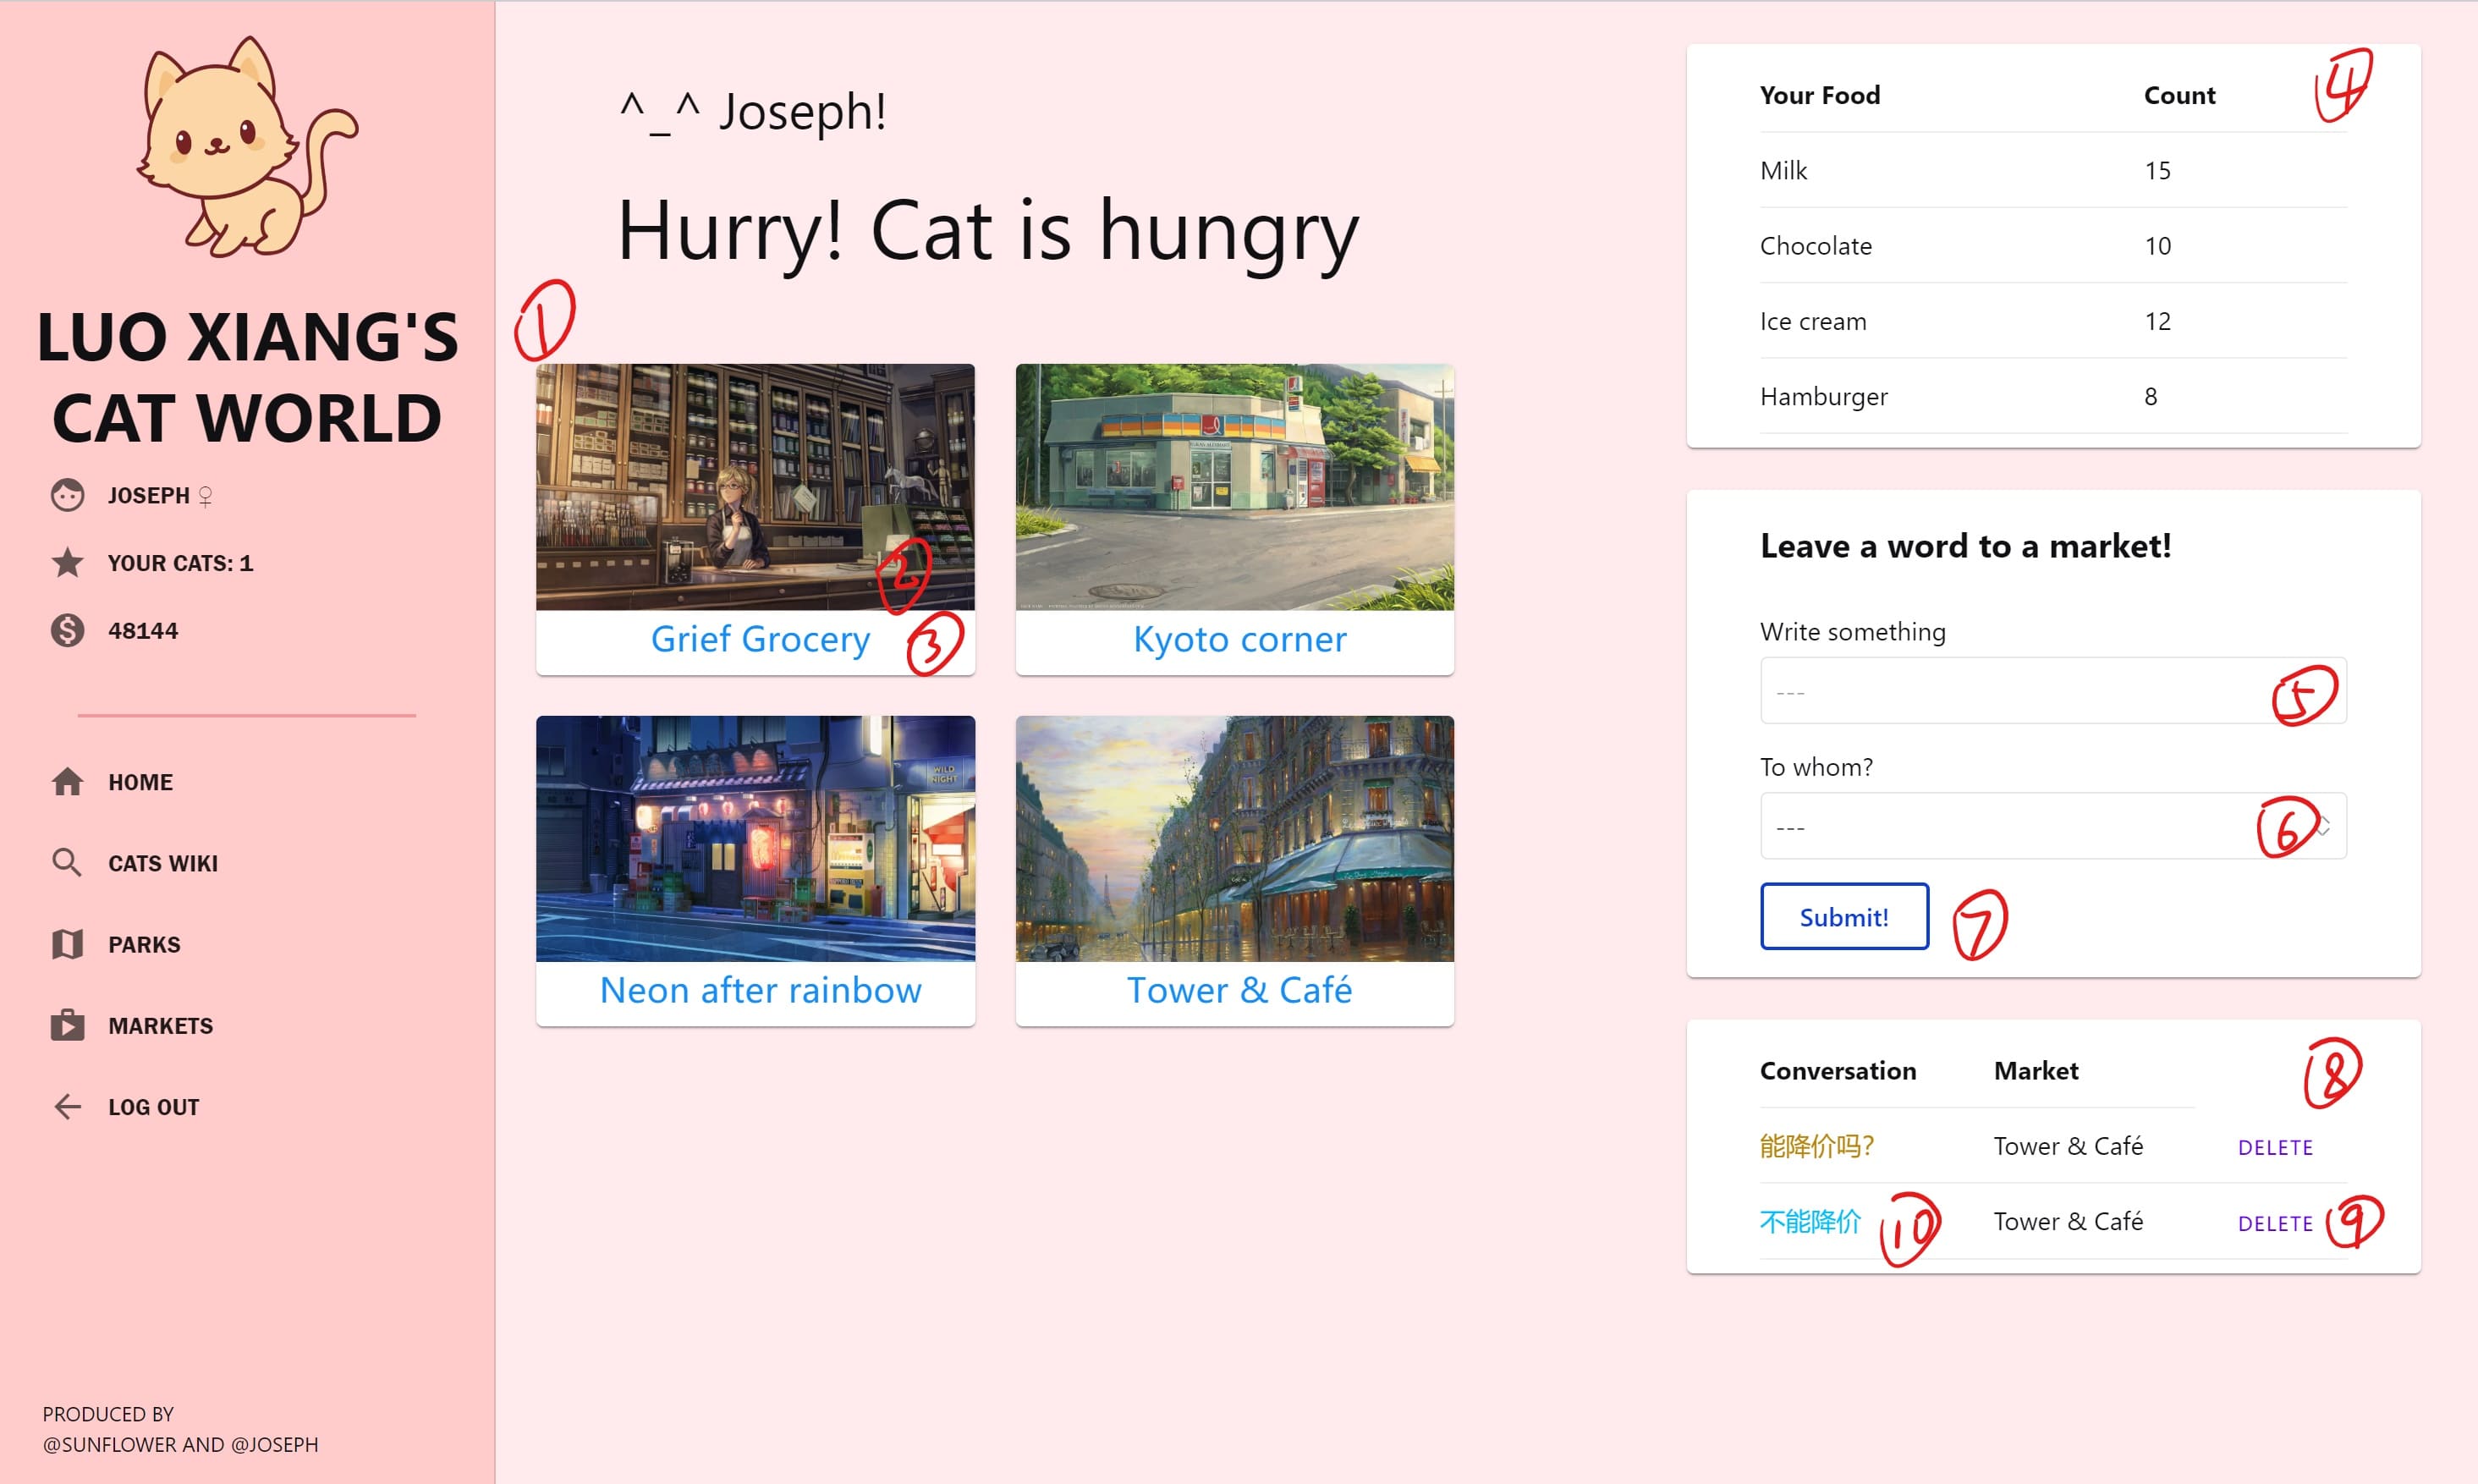 LUO XIANG'S
CAT WORLD
JOSEPH ♀
YOUR CATS: 1
48144
HOME
CATS WIKI
PARKS
MARKETS
LOG OUT
PRODUCED BY
@SUNFLOWER AND @JOSEPH
^_^ Joseph!
Hurry! Cat is hungry
①
②
Grief Grocery ③
Kyoto corner
WILD
NIGHT
Neon after rainbow
Tower & Café
Your Food Count ④
Milk 15
Chocolate 10
Ice cream 12
Hamburger 8
Leave a word to a market!
Write something
--- ⑤
To whom?
--- ⑥
Submit! ⑦
Conversation Market ⑧
能降价吗? Tower & Café DELETE
不能降价 ⑩ Tower & Café DELETE ⑨